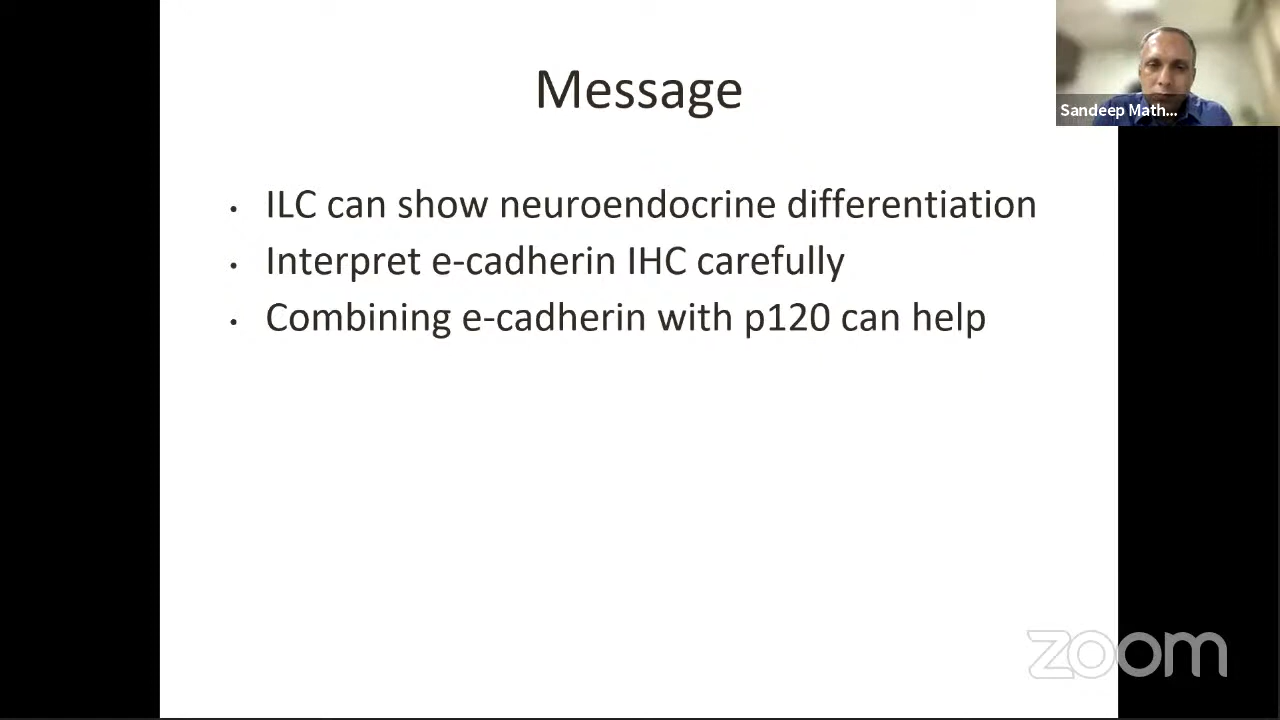 Message
Sandeep Math...
• ILC can show neuroendocrine differentiation
• Interpret e-cadherin IHC carefully
• Combining e-cadherin with p120 can help
zoom